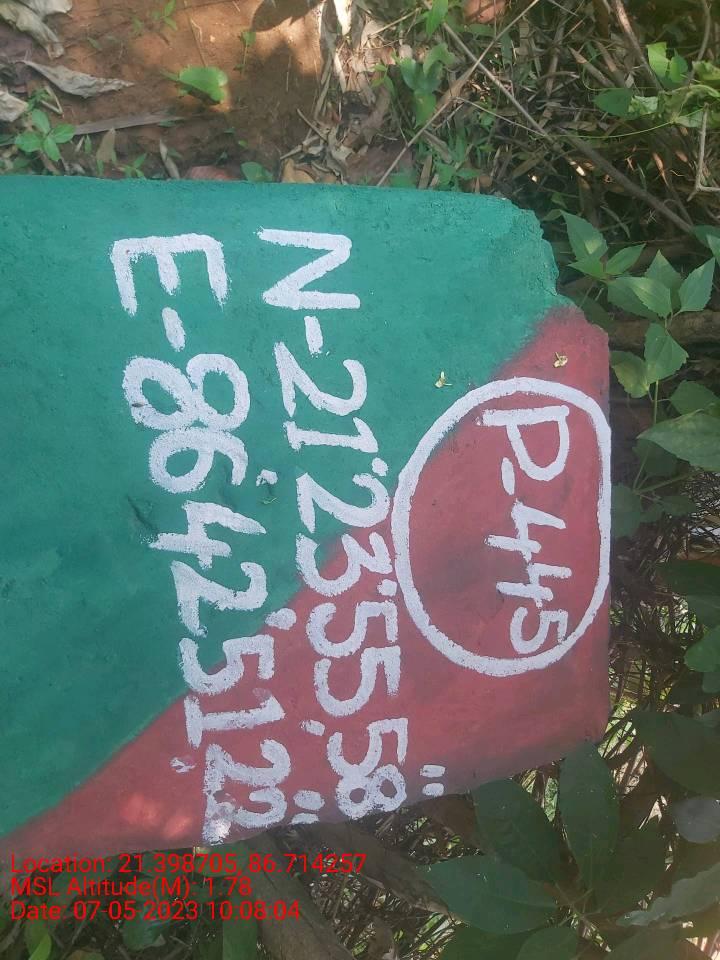 P-445
N-21°23'55.58"
E-86°42'51.22"
Location: 21.398705, 86.714257
MSL Altitude(M): 1.78
Date: 07-05 2023 10:08:04